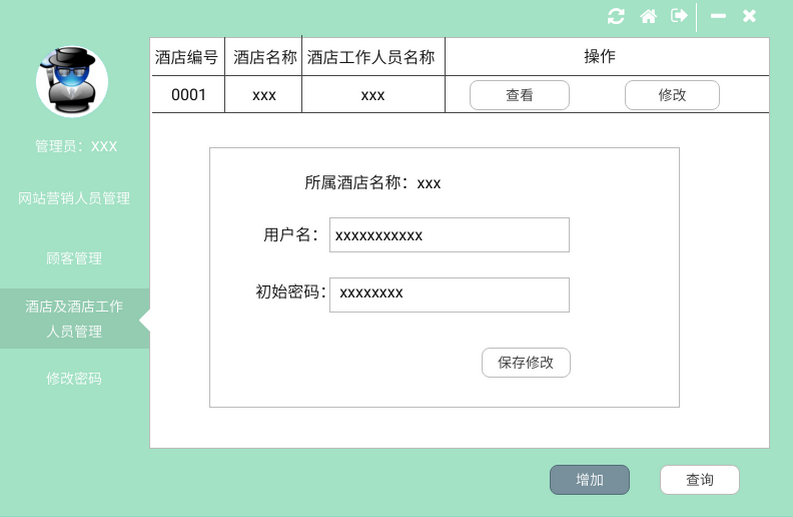 管理员：XXX
网站营销人员管理
顾客管理
酒店及酒店工作
人员管理
修改密码
酒店编号 酒店名称 酒店工作人员名称 操作
0001 xxx xxx 查看 修改
所属酒店名称：xxx
用户名： xxxxxxxxxxx
初始密码： xxxxxxxx
保存修改
增加 查询